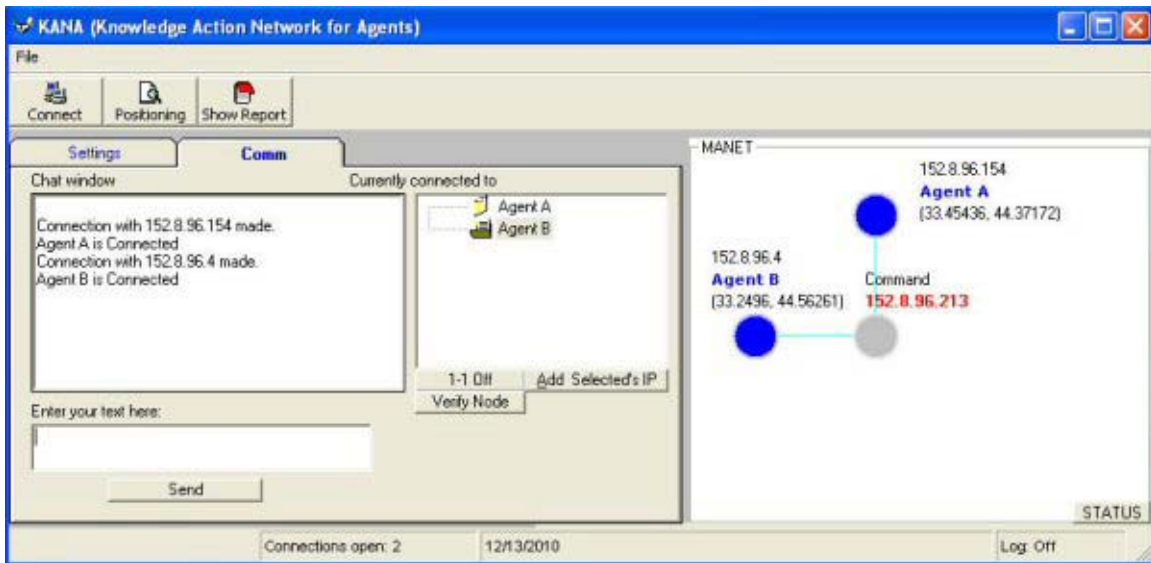 KANA (Knowledge Action Network for Agents)
File
Connect Positioning Show Report
Settings Comm
Chat window
Currently connected to
Connection with 152.8.96.154 made.
Agent A is Connected
Connection with 152.8.96.4 made.
Agent B is Connected
Agent A
Agent B
1-1 Off Add Selected's IP
Verify Node
Enter your text here:
Send
MANET
152.8.96.154
Agent A
(33.45436, 44.37172)
152.8.96.4
Agent B
(33.2496, 44.56261)
Command
152.8.96.213
STATUS
Connections open: 2 12/13/2010 Log: Off